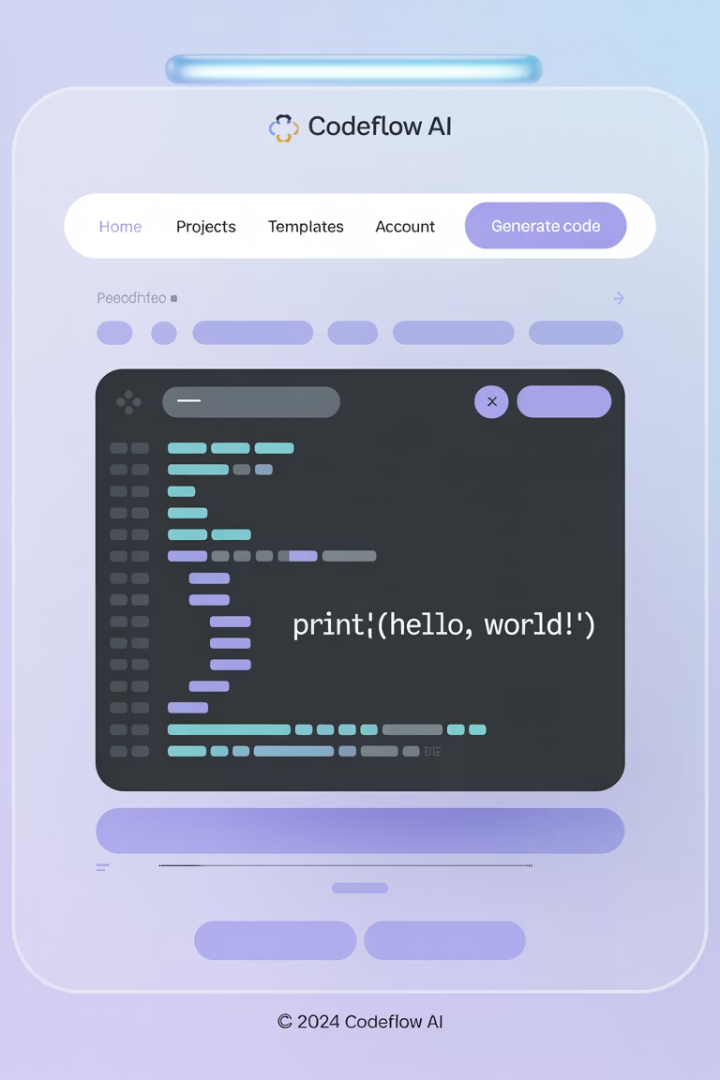 Codeflow AI
Home Projects Templates Account Generate code
print¦(hello, world!')
© 2024 Codeflow AI